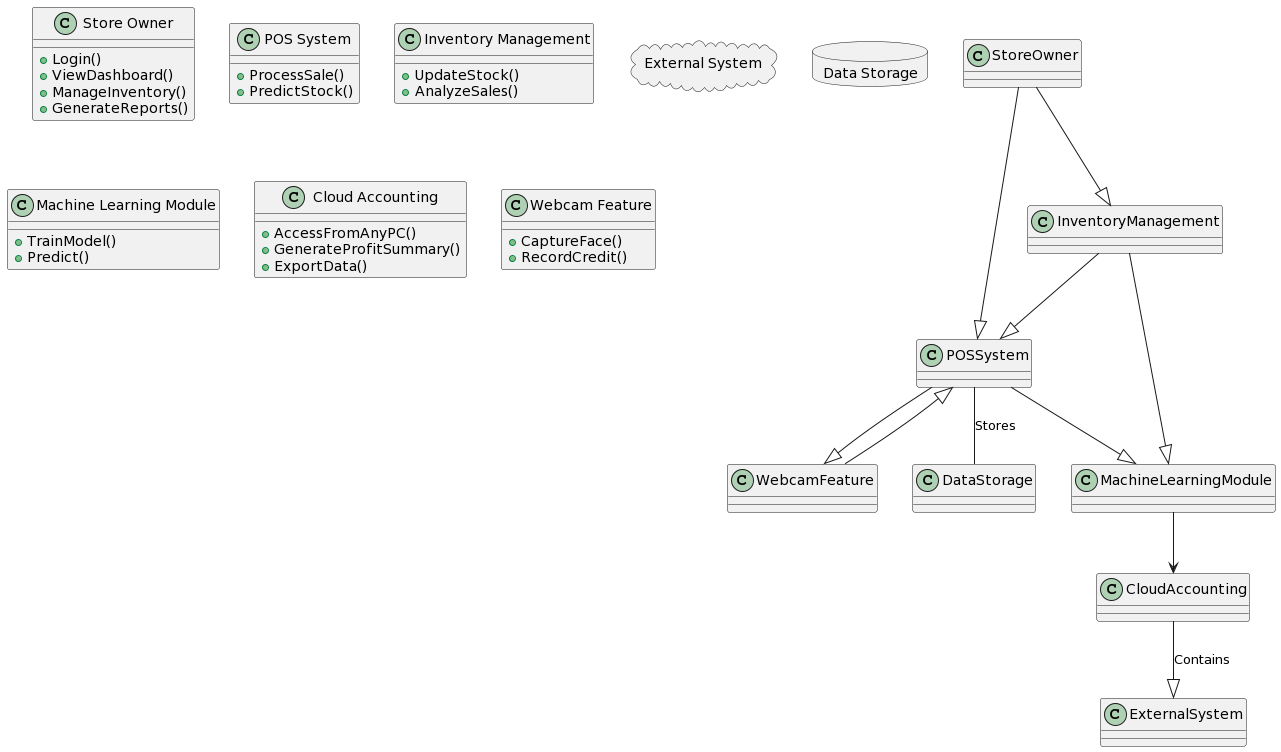 C Store Owner
Login()
ViewDashboard()
ManageInventory()
GenerateReports()
C POS System
ProcessSale()
PredictStock()
C Inventory Management
UpdateStock()
AnalyzeSales()
External System
Data Storage
C StoreOwner
C Machine Learning Module
TrainModel()
Predict()
C Cloud Accounting
AccessFromAnyPC()
GenerateProfitSummary()
ExportData()
C Webcam Feature
CaptureFace()
RecordCredit()
C InventoryManagement
C POSSystem
Stores
C WebcamFeature
C DataStorage
C MachineLearningModule
C CloudAccounting
Contains
C ExternalSystem